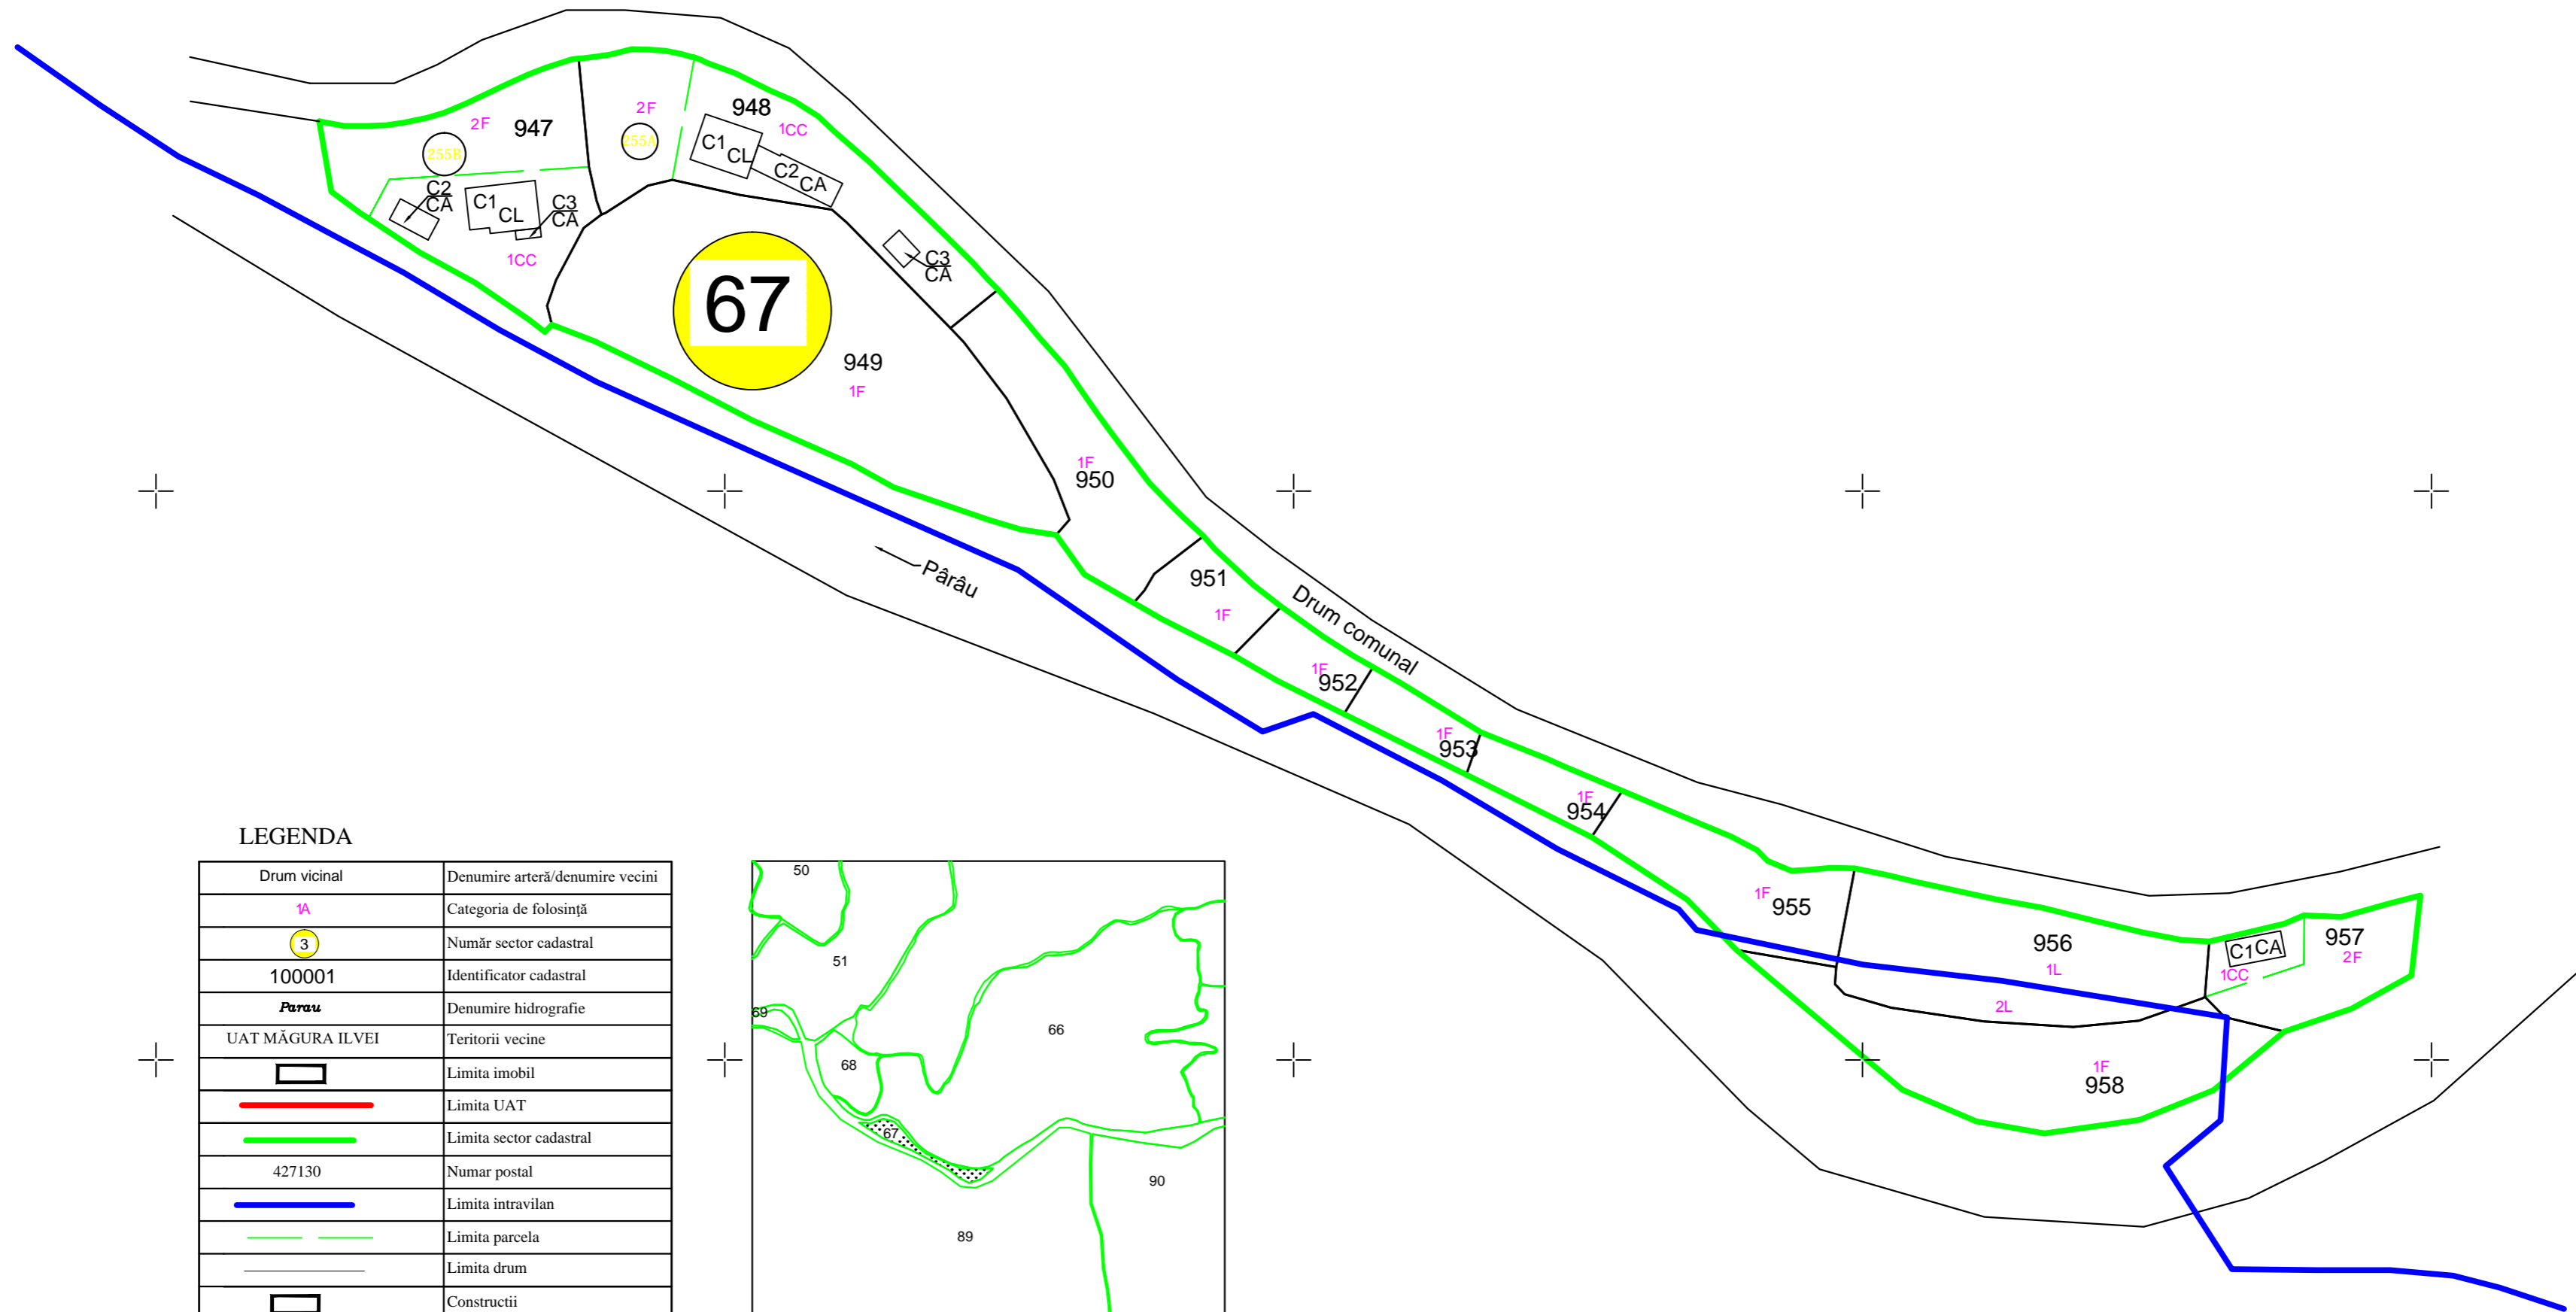 2F
947
255B
C2
CA
C1
CL
C3
CA
1CC
2F
255A
948
1CC
C1
CL
C2
CA
C3
CA
67
949
1F
1F
950
951
1F
Pârâu
Drum comunal
1F
952
1F
953
1F
954
1F
955
956
1L
2L
C1
CA
1CC
957
2F
1F
958
LEGENDA
Drum vicinal Denumire arteră/denumire vecini
1A Categoria de folosință
3 Număr sector cadastral
100001 Identificator cadastral
Parau Denumire hidrografie
UAT MĂGURA ILVEI Teritorii vecine
Limita imobil
Limita UAT
Limita sector cadastral
427130 Numar postal
Limita intravilan
Limita parcela
Limita drum
Constructii
50
51
69
68
66
67
90
89